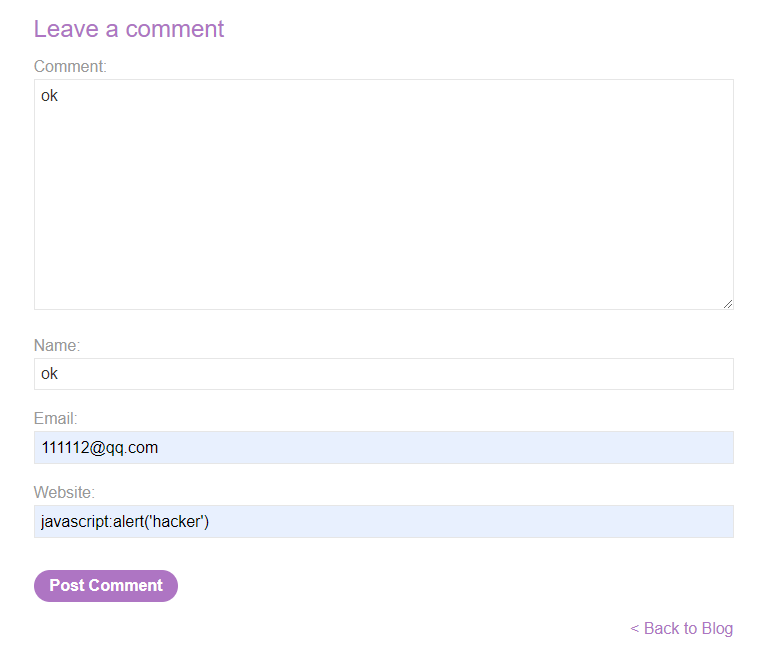 Leave a comment
Comment:
ok
Name:
ok
Email:
111112@qq.com
Website:
javascript:alert('hacker')
Post Comment
< Back to Blog